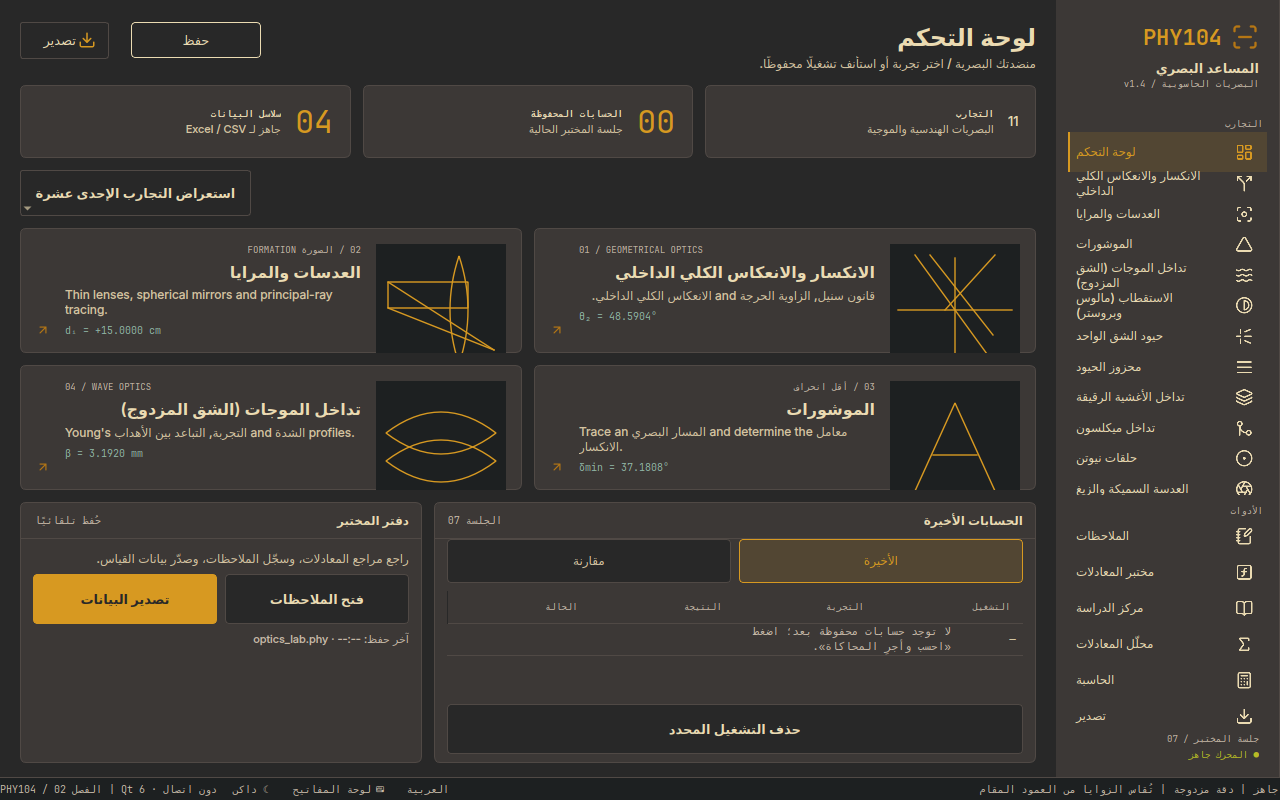 PHY104
المساعد البصري
البصريات الحاسوبية / v1.4
التجارب
لوحة التحكم
الانكسار والانعكاس الكلي
الداخلي
العدسات والمرايا
الموشورات
تداخل الموجات (الشق
المزدوج)
الاستقطاب (مالوس
وبروستر)
حيود الشق الواحد
محزوز الحيود
تداخل الأغشية الرقيقة
تداخل ميكلسون
حلقات نيوتن
العدسة السميكة والزيغ
الأدوات
الملاحظات
مختبر المعادلات
مركز الدراسة
محلّل المعادلات
الحاسبة
تصدير
جلسة المختبر / 07
المحرك جاهز
لوحة التحكم
منضدتك البصرية / اختر تجربة أو استأنف تشغيلًا محفوظًا.
حفظ
تصدير
11
التجارب
البصريات الهندسية والموجية
00
الحسابات المحفوظة
جلسة المختبر الحالية
04
سلاسل البيانات
جاهز لـ Excel / CSV
استعراض التجارب الإحدى عشرة
01 / GEOMETRICAL OPTICS
الانكسار والانعكاس الكلي الداخلي
قانون سنيل, الزاوية الحرجة and الانعكاس الكلي الداخلي.
θ₂ = 48.5904°
02 / الصورة FORMATION
العدسات والمرايا
Thin lenses, spherical mirrors and principal-ray
tracing.
dᵢ = +15.0000 cm
03 / أقل انحراف
الموشورات
Trace an المسار البصري and determine the معامل
الانكسار.
δmin = 37.1808°
04 / WAVE OPTICS
تداخل الموجات (الشق المزدوج)
Young's الشدة and التجربة, التباعد بين الأهداب profiles.
β = 3.1920 mm
الحسابات الأخيرة
الجلسة 07
الأخيرة
مقارنة
التشغيل
التجربة
النتيجة
الحالة
—
لا توجد حسابات محفوظة بعد؛ اضغط
«احسب وأجرِ المحاكاة».
حذف التشغيل المحدد
دفتر المختبر
حُفظ تلقائيًا
راجع مراجع المعادلات، وسجّل الملاحظات، وصدّر بيانات القياس.
فتح الملاحظات
تصدير البيانات
آخر حفظ: --:-- · optics_lab.phy
جاهز | دقة مزدوجة | تُقاس الزوايا من العمود المقام
العربية
لوحة المفاتيح
داكن
دون اتصال · Qt 6 | الفصل 02 / PHY104